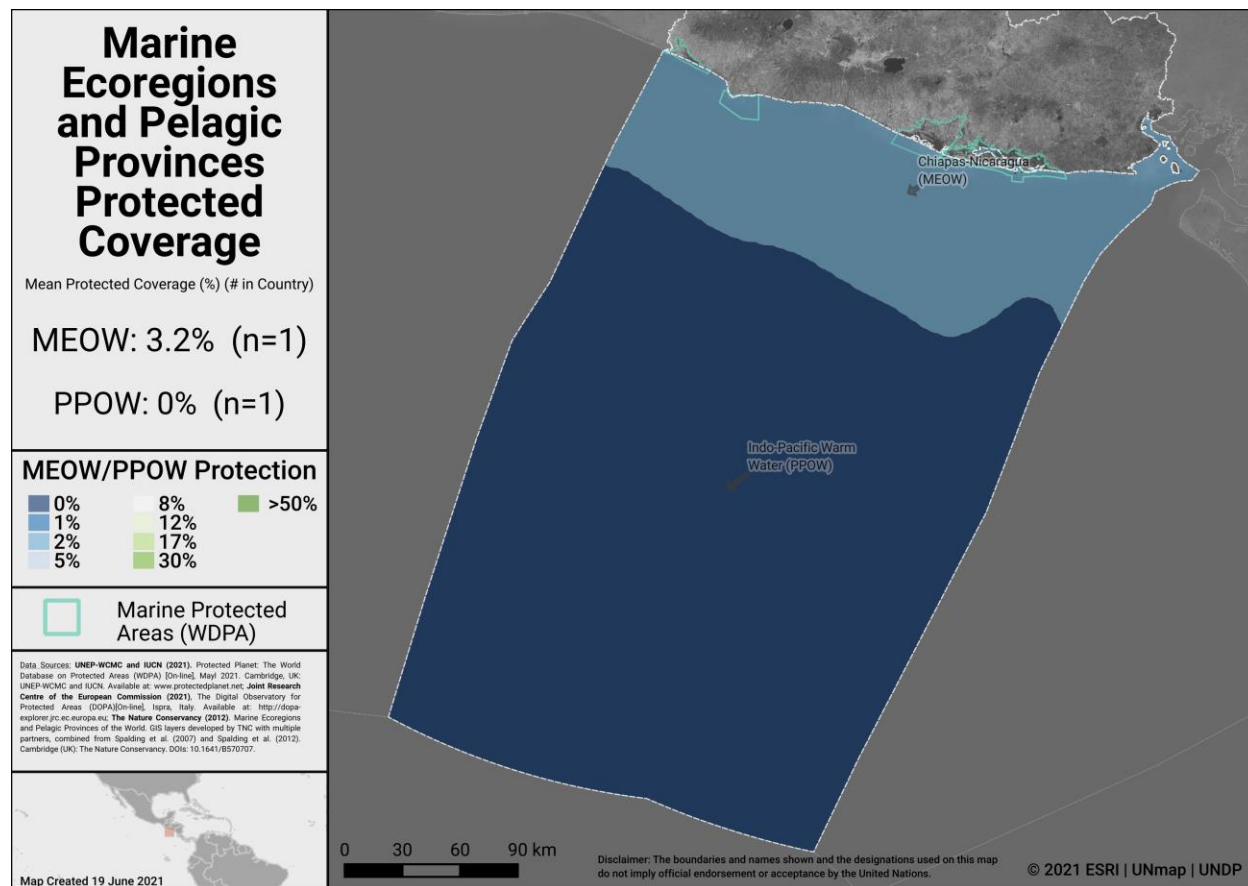 Marine
Ecoregions
and Pelagic
Provinces
Protected
Coverage
Mean Protected Coverage (%) (# in Country)
MEOW: 3.2% (n=1)
PPOW: 0% (n=1)
MEOW/PPOW Protection
0%
1%
2%
5%
8%
12%
17%
30%
>50%
Marine Protected
Areas (WDPA)
Data Sources: UNEP-WCMC and IUCN (2021). Protected Planet: The World
Database on Protected Areas (WDPA) [On-line], Mayl 2021. Cambridge, UK:
UNEP-WCMC and IUCN. Available at: www.protectedplanet.net; Joint Research
Centre of the European Commission (2021), The Digital Observatory for
Protected Areas (DOPA)[On-line], Ispra, Italy. Available at: http://dopa-
explorer.jrc.ec.europa.eu; The Nature Conservancy (2012). Marine Ecoregions
and Pelagic Provinces of the World. GIS layers developed by TNC with multiple
partners, combined from Spalding et al. (2007) and Spalding et al. (2012).
Cambridge (UK): The Nature Conservancy. DOIs: 10.1641/B570707.
Map Created 19 June 2021
Chiapas-Nicaragua
(MEOW)
Indo-Pacific Warm
Water (PPOW)
0 30 60 90 km
Disclaimer: The boundaries and names shown and the designations used on this map
do not imply official endorsement or acceptance by the United Nations.
© 2021 ESRI | UNmap | UNDP